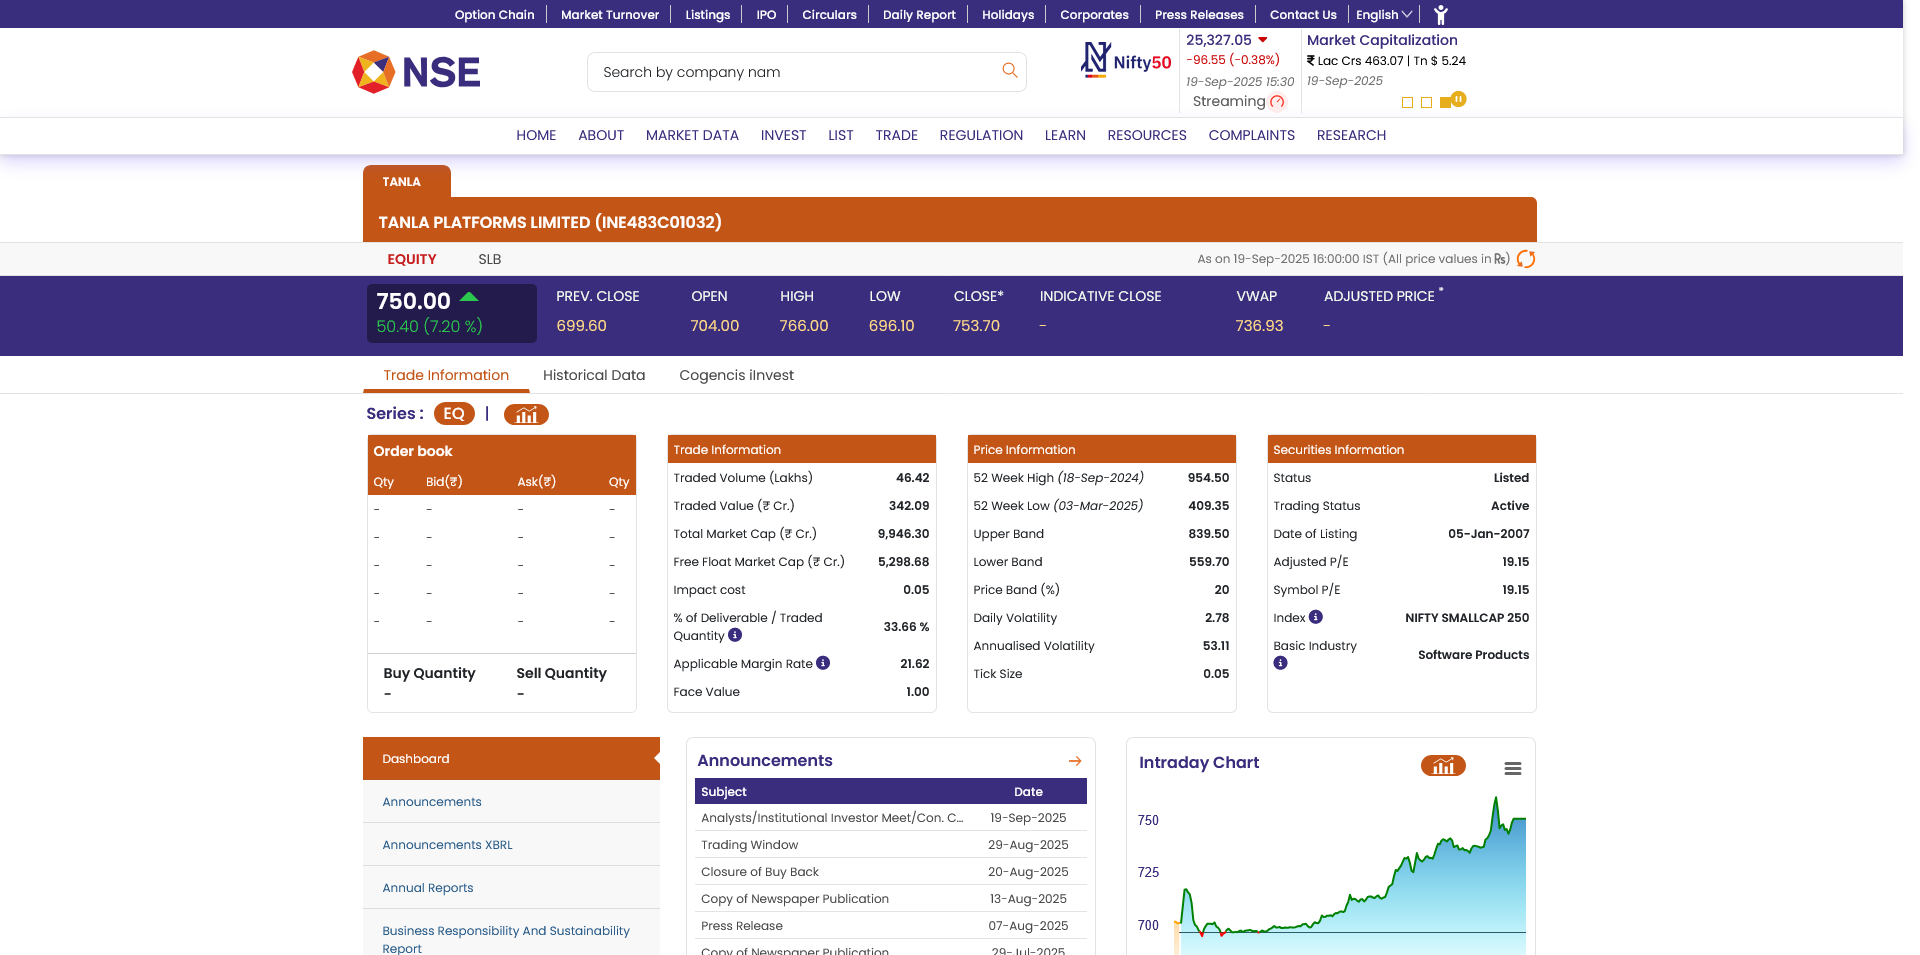 Option Chain Market Turnover Listings IPO Circulars Daily Report Holidays Corporates Press Releases Contact Us English
NSE
Search by company nam
Nifty50
25,327.05
-96.55 (-0.38%)
19-Sep-2025 15:30
Streaming
Market Capitalization
₹ Lac Crs 463.07 | Tn $ 5.24
19-Sep-2025
HOME ABOUT MARKET DATA INVEST LIST TRADE REGULATION LEARN RESOURCES COMPLAINTS RESEARCH
TANLA
TANLA PLATFORMS LIMITED (INE483C01032)
EQUITY SLB As on 19-Sep-2025 16:00:00 IST (All price values in ₨)
750.00
50.40 (7.20 %)
PREV. CLOSE OPEN HIGH LOW CLOSE* INDICATIVE CLOSE VWAP ADJUSTED PRICE *
699.60 704.00 766.00 696.10 753.70 - 736.93 -
Trade Information Historical Data Cogencis iInvest
Series : EQ |
Order book
Qty Bid(₹) Ask(₹) Qty
- - - -
- - - -
- - - -
- - - -
- - - -
Buy Quantity Sell Quantity
- -
Trade Information
Traded Volume (Lakhs) 46.42
Traded Value (₹ Cr.) 342.09
Total Market Cap (₹ Cr.) 9,946.30
Free Float Market Cap (₹ Cr.) 5,298.68
Impact cost 0.05
% of Deliverable / Traded
Quantity 33.66 %
Applicable Margin Rate 21.62
Face Value 1.00
Price Information
52 Week High (18-Sep-2024) 954.50
52 Week Low (03-Mar-2025) 409.35
Upper Band 839.50
Lower Band 559.70
Price Band (%) 20
Daily Volatility 2.78
Annualised Volatility 53.11
Tick Size 0.05
Securities Information
Status Listed
Trading Status Active
Date of Listing 05-Jan-2007
Adjusted P/E 19.15
Symbol P/E 19.15
Index NIFTY SMALLCAP 250
Basic Industry Software Products
Dashboard
Announcements
Announcements XBRL
Annual Reports
Business Responsibility And Sustainability
Report
Announcements
Subject Date
Analysts/Institutional Investor Meet/Con. C... 19-Sep-2025
Trading Window 29-Aug-2025
Closure of Buy Back 20-Aug-2025
Copy of Newspaper Publication 13-Aug-2025
Press Release 07-Aug-2025
Copy of Newspaper Publication 29-Jul-2025
Intraday Chart
750
725
700